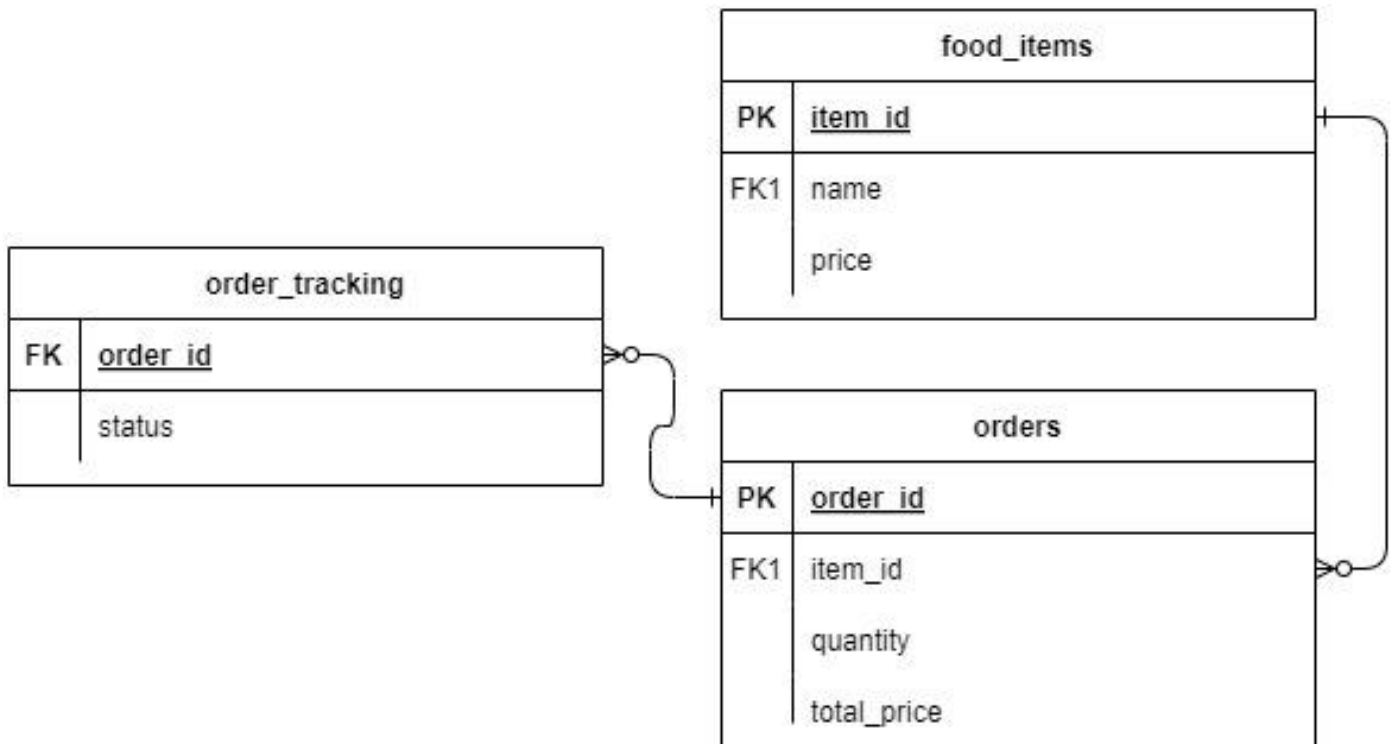 food_items
PK item_id
FK1 name
price
order_tracking
FK order_id
status
orders
PK order_id
FK1 item_id
quantity
total_price